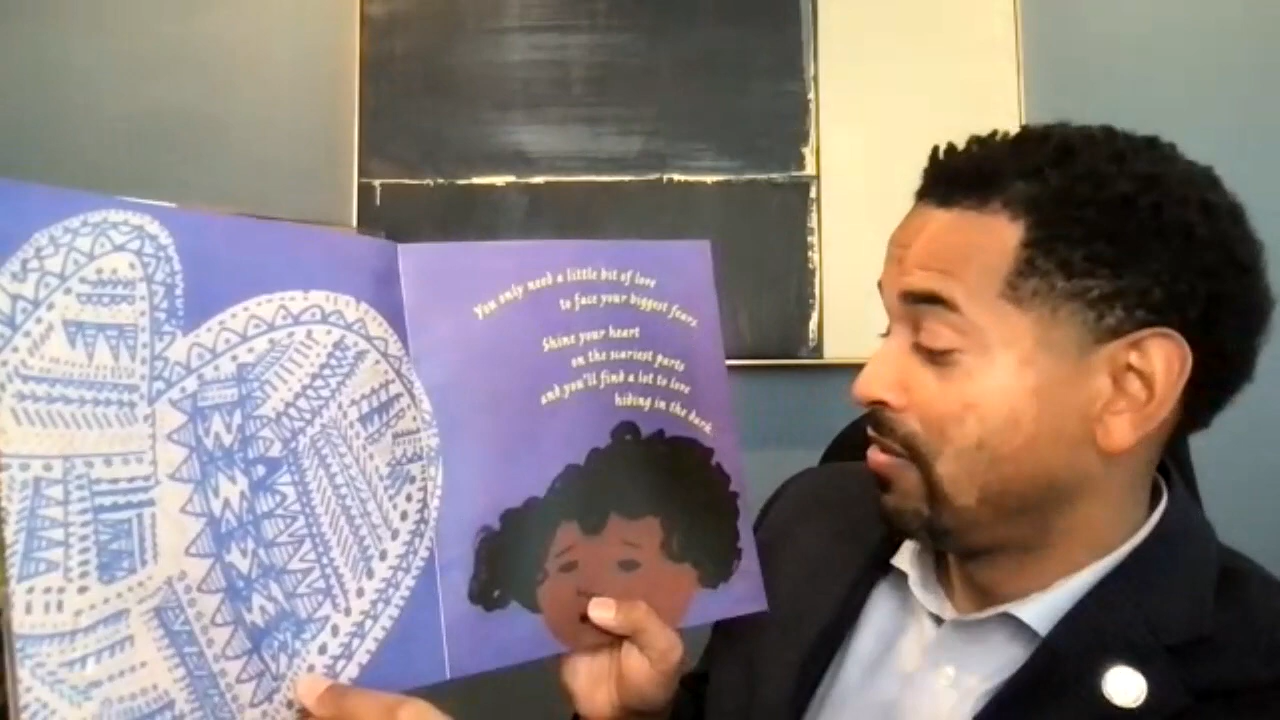 You only need a little bit of love
to face your biggest fears.
Shine your heart
on the scariest parts
and you'll find a lot to love
hiding in the dark.